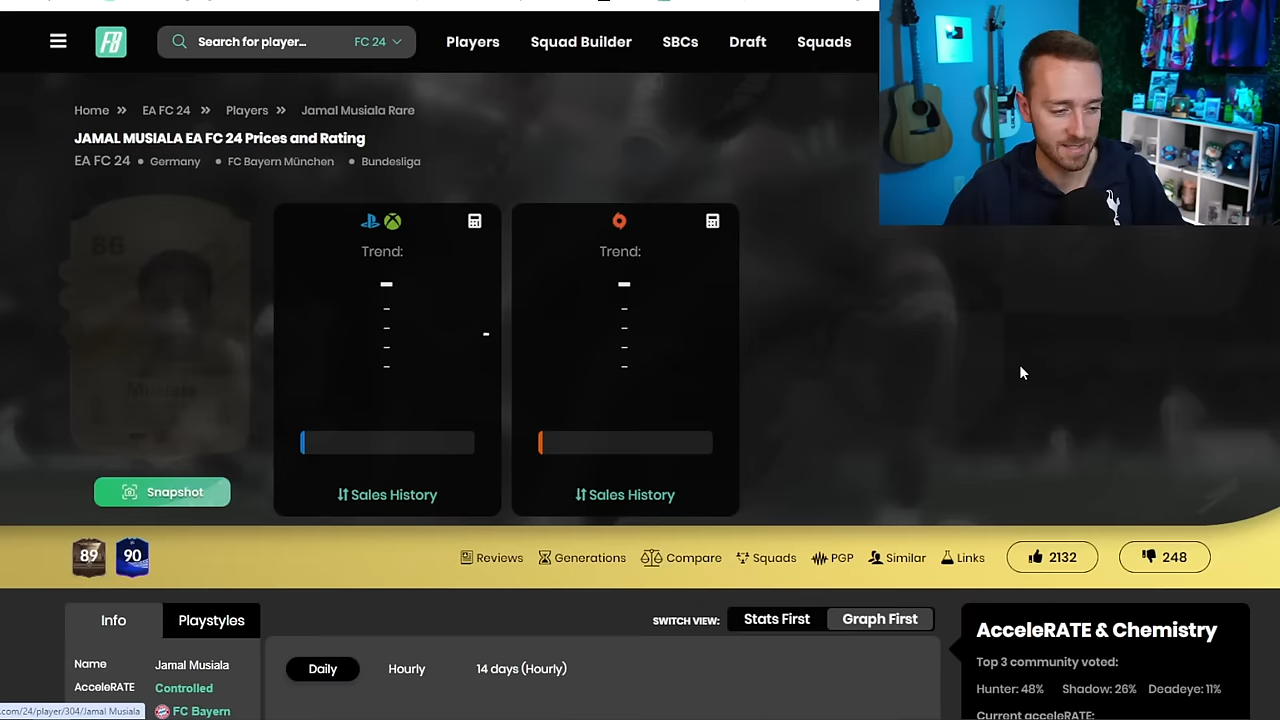 FB
Search for player...
FC 24
Players
Squad Builder
SBCs
Draft
Squads
Home » EA FC 24 » Players » Jamal Musiala Rare
JAMAL MUSIALA EA FC 24 Prices and Rating
EA FC 24 • Germany • FC Bayern München • Bundesliga
86
Musiala
Trend:
-
-
-
-
-
-
Sales History
Trend:
-
-
-
-
-
Sales History
Snapshot
89
90
Reviews
Generations
Compare
Squads
PGP
Similar
Links
2132
248
Info
Playstyles
SWITCH VIEW:
Stats First
Graph First
Name
Jamal Musiala
AcceleRATE
Controlled
FC Bayern
Daily
Hourly
14 days (Hourly)
AcceleRATE & Chemistry
Top 3 community voted:
Hunter: 48%
Shadow: 26%
Deadeye: 11%
Current acceleRATE:
s.com/24/player/304/Jamal Musiala